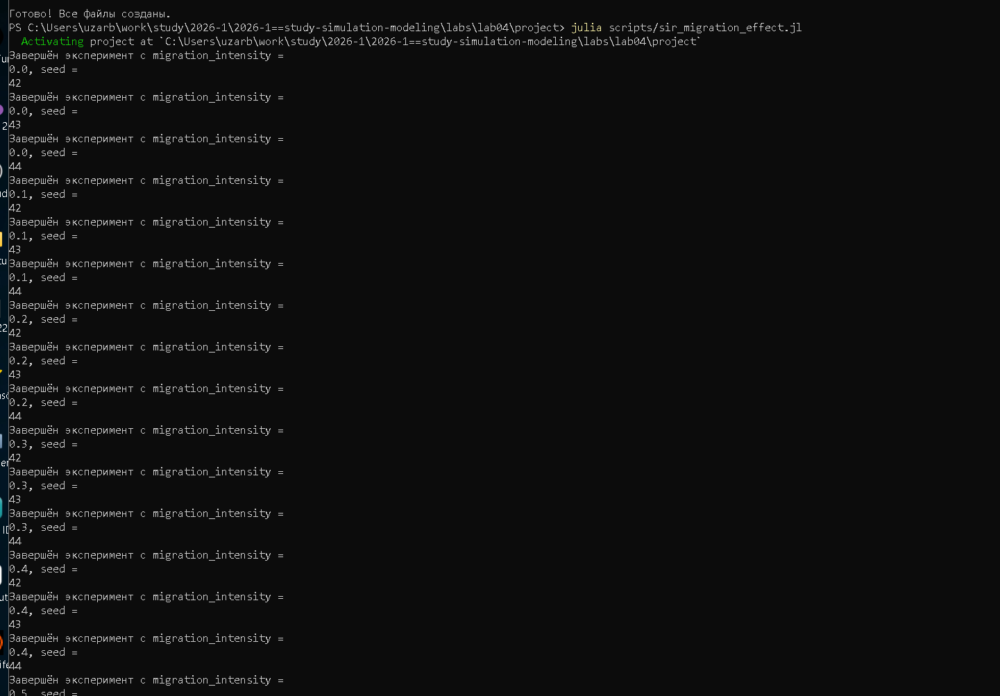 Готово! Все файлы созданы.
PS C:\Users\uzarb\work\study\2026-1\2026-1==study-simulation-modeling\labs\lab04\project> julia scripts/sir_migration_effect.jl
Activating project at `C:\Users\uzarb\work\study\2026-1\2026-1==study-simulation-modeling\labs\lab04\project`
Завершён эксперимент с migration_intensity =
0.0, seed =
42
Завершён эксперимент с migration_intensity =
0.0, seed =
43
Завершён эксперимент с migration_intensity =
0.0, seed =
44
Завершён эксперимент с migration_intensity =
0.1, seed =
42
Завершён эксперимент с migration_intensity =
0.1, seed =
43
Завершён эксперимент с migration_intensity =
0.1, seed =
44
Завершён эксперимент с migration_intensity =
0.2, seed =
42
Завершён эксперимент с migration_intensity =
0.2, seed =
43
Завершён эксперимент с migration_intensity =
0.2, seed =
44
Завершён эксперимент с migration_intensity =
0.3, seed =
42
Завершён эксперимент с migration_intensity =
0.3, seed =
43
Завершён эксперимент с migration_intensity =
0.3, seed =
44
Завершён эксперимент с migration_intensity =
0.4, seed =
42
Завершён эксперимент с migration_intensity =
0.4, seed =
43
Завершён эксперимент с migration_intensity =
0.4, seed =
44
Завершён эксперимент с migration_intensity =
0.5, seed =